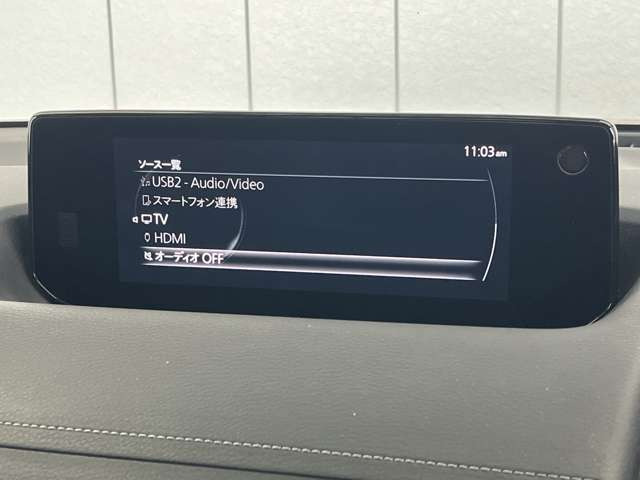 11:03am
ソース一覧
USB2 - Audio/Video
スマートフォン連携
TV
HDMI
オーディオ OFF